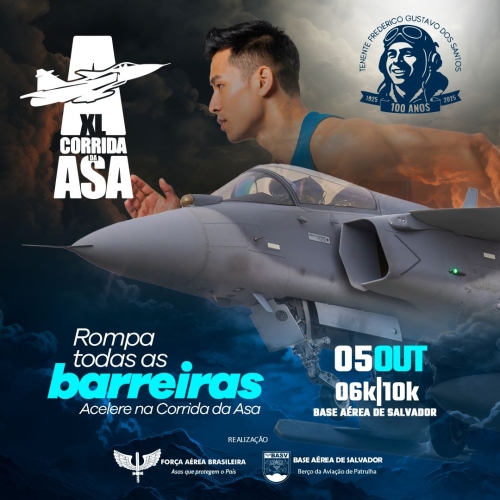 XL
CORRIDA
DA
ASA
TENENTE FREDERICO GUSTAVO DOS SANTOS
1925 2025
100 ANOS
Rompa
todas as
barreiras
Acelere na Corrida da Asa
05OUT
06k|10k
BASE AÉREA DE SALVADOR
REALIZAÇÃO
FORÇA AÉREA BRASILEIRA
Asas que protegem o País
BASV
BASE AÉREA DE SALVADOR
Berço da Aviação de Patrulha